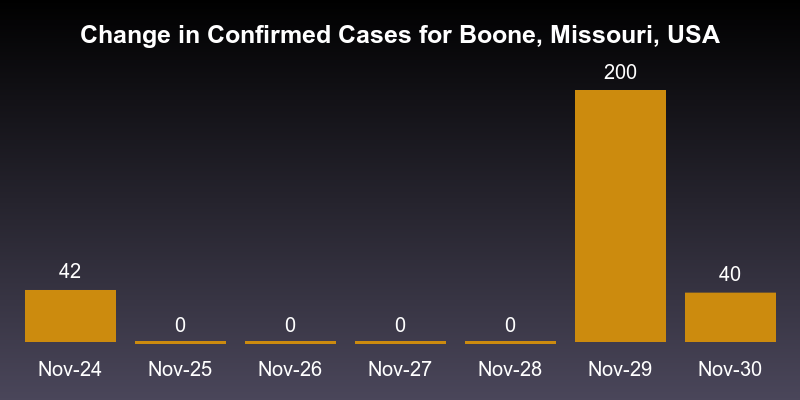 Change in Confirmed Cases for Boone, Missouri, USA
200
42
40
0 0 0 0
Nov-24 Nov-25 Nov-26 Nov-27 Nov-28 Nov-29 Nov-30